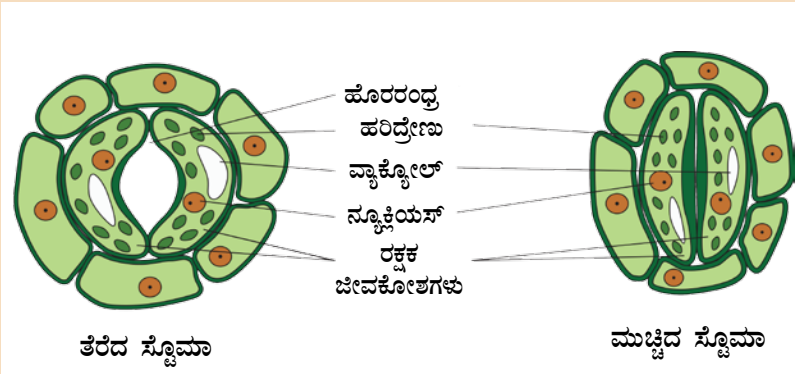 ಹೊರರಂಧ್ರ
ಹರಿದ್ರೇಣು
ವ್ಯಾಕ್ಯೋಲ್
ನ್ಯೂಕ್ಲಿಯಸ್
ರಕ್ಷಕ
ಜೀವಕೋಶಗಳು
ತೆರೆದ ಸ್ಟೊಮಾ
ಮುಚ್ಚಿದ ಸ್ಟೊಮಾ